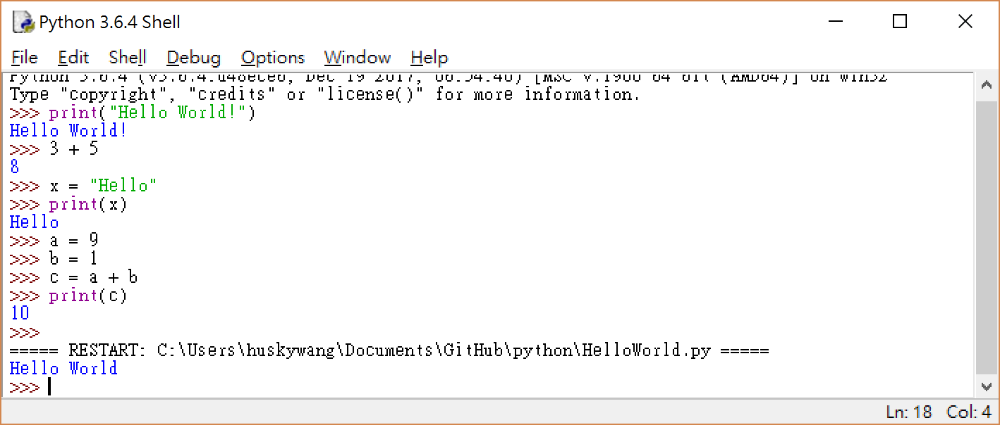 Python 3.6.4 Shell
File Edit Shell Debug Options Window Help
Python 3.6.4 (v3.6.4:d48eceb, Dec 19 2017, 06:54:40) [MSC v.1900 64 bit (AMD64)] on win32
Type "copyright", "credits" or "license()" for more information.
>>> print("Hello World!")
Hello World!
>>> 3 + 5
8
>>> x = "Hello"
>>> print(x)
Hello
>>> a = 9
>>> b = 1
>>> c = a + b
>>> print(c)
10
>>>
===== RESTART: C:\Users\huskywang\Documents\GitHub\python\HelloWorld.py =====
Hello World
>>>
Ln: 18 Col: 4